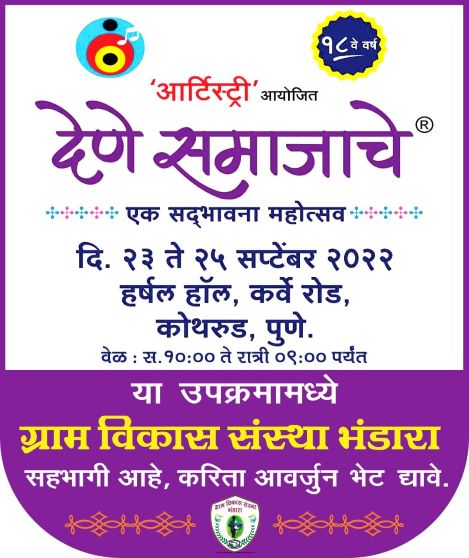 १८ वे वर्ष
'आर्टिस्ट्री' आयोजित
देणे समाजाचे®
एक सद्‌भावना महोत्सव
दि. २३ ते २५ सप्टेंबर २०२२
हर्षल हॉल, कर्वे रोड,
कोथरुड, पुणे.
वेळ : स.१०:०० ते रात्री ०९:०० पर्यंत
या उपक्रमामध्ये
ग्राम विकास संस्था भंडारा
सहभागी आहे, करिता आवर्जुन भेट द्यावे.
ग्राम विकास संस्था
भंडारा